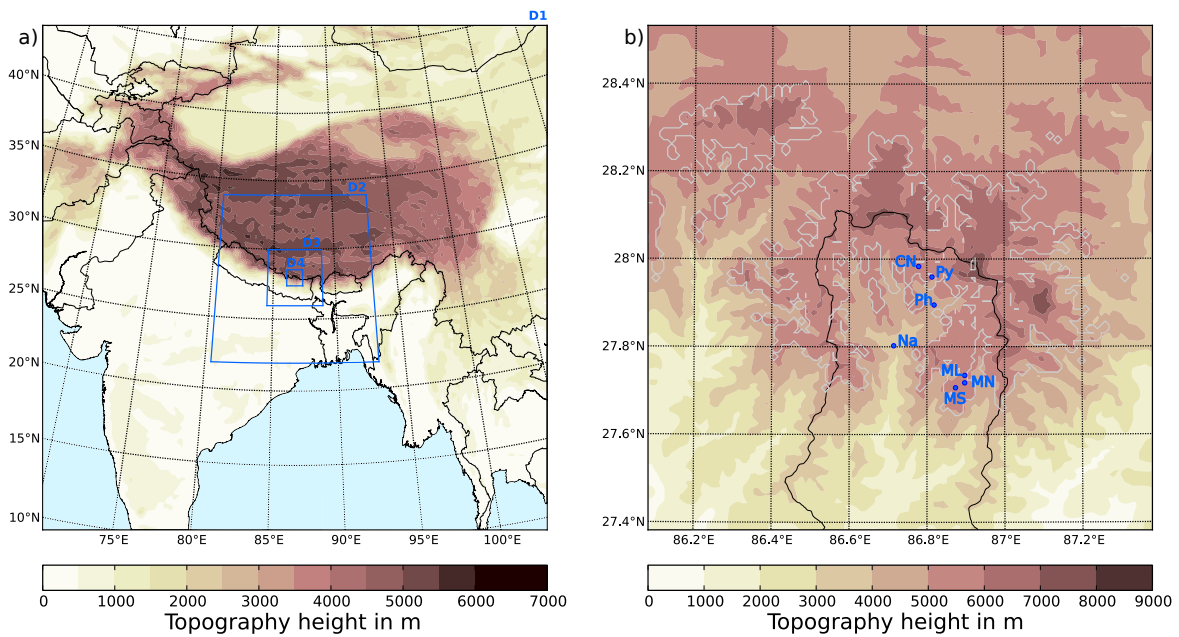 D1
a)
40°N
35°N
30°N
25°N
20°N
15°N
10°N
D2
D3
D4
75°E
80°E
85°E
90°E
95°E
100°E
0
1000
2000
3000
4000
5000
6000
7000
Topography height in m
b)
28.4°N
28.2°N
28°N
27.8°N
27.6°N
27.4°N
CN
Py
Ph
Na
ML
MN
MS
86.2°E
86.4°E
86.6°E
86.8°E
87°E
87.2°E
0
1000
2000
3000
4000
5000
6000
7000
8000
9000
Topography height in m